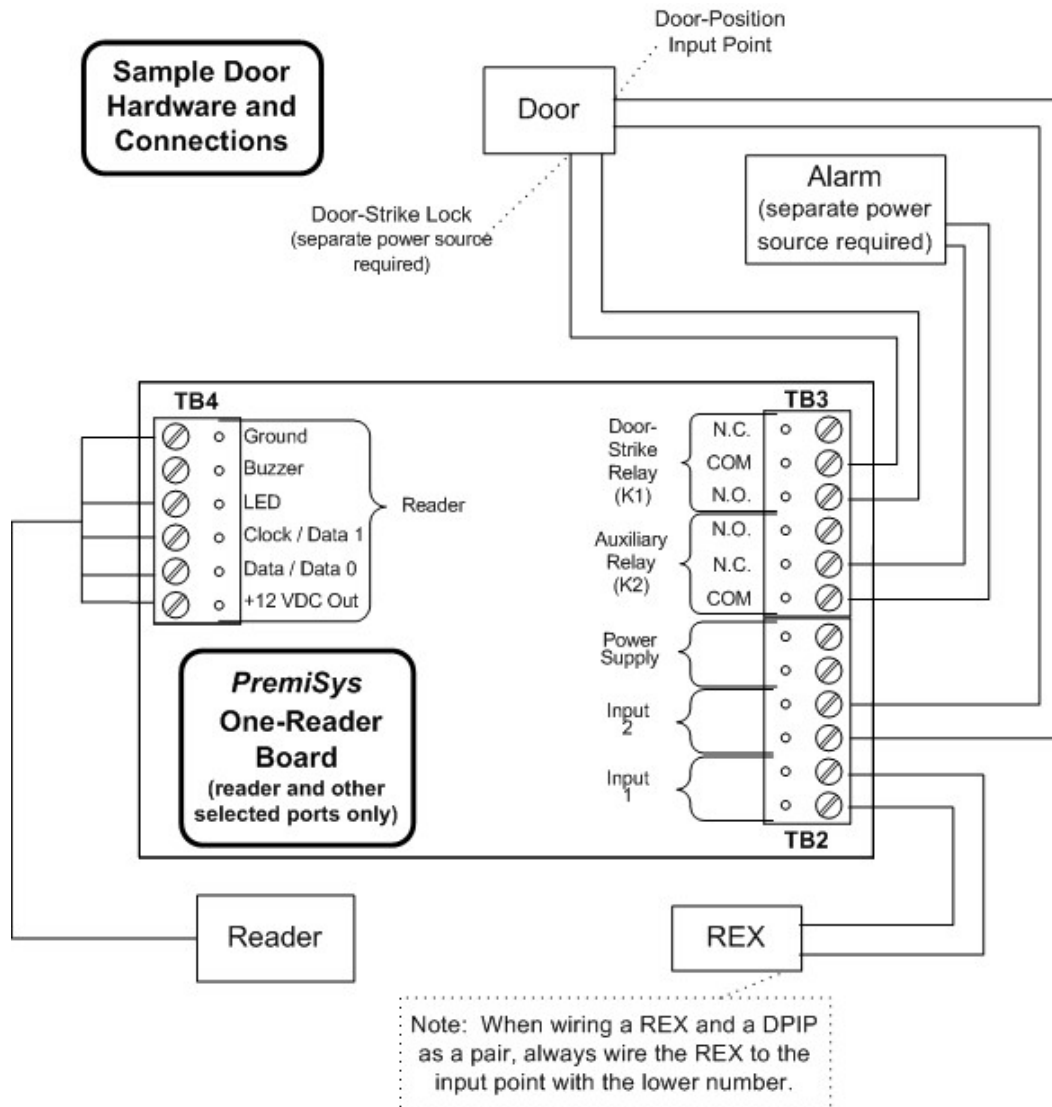 Sample Door
Hardware and
Connections
Door-Position
Input Point
Door
Door-Strike Lock
(separate power source
required)
Alarm
(separate power
source required)
TB4
Ground
Buzzer
LED
Clock / Data 1
Data / Data 0
+12 VDC Out
Reader
TB3
Door-
Strike
Relay
(K1)
N.C.
COM
N.O.
Auxiliary
Relay
(K2)
N.O.
N.C.
COM
Power
Supply
Input
2
Input
1
TB2
PremiSys
One-Reader
Board
(reader and other
selected ports only)
Reader
REX
Note: When wiring a REX and a DPIP
as a pair, always wire the REX to the
input point with the lower number.